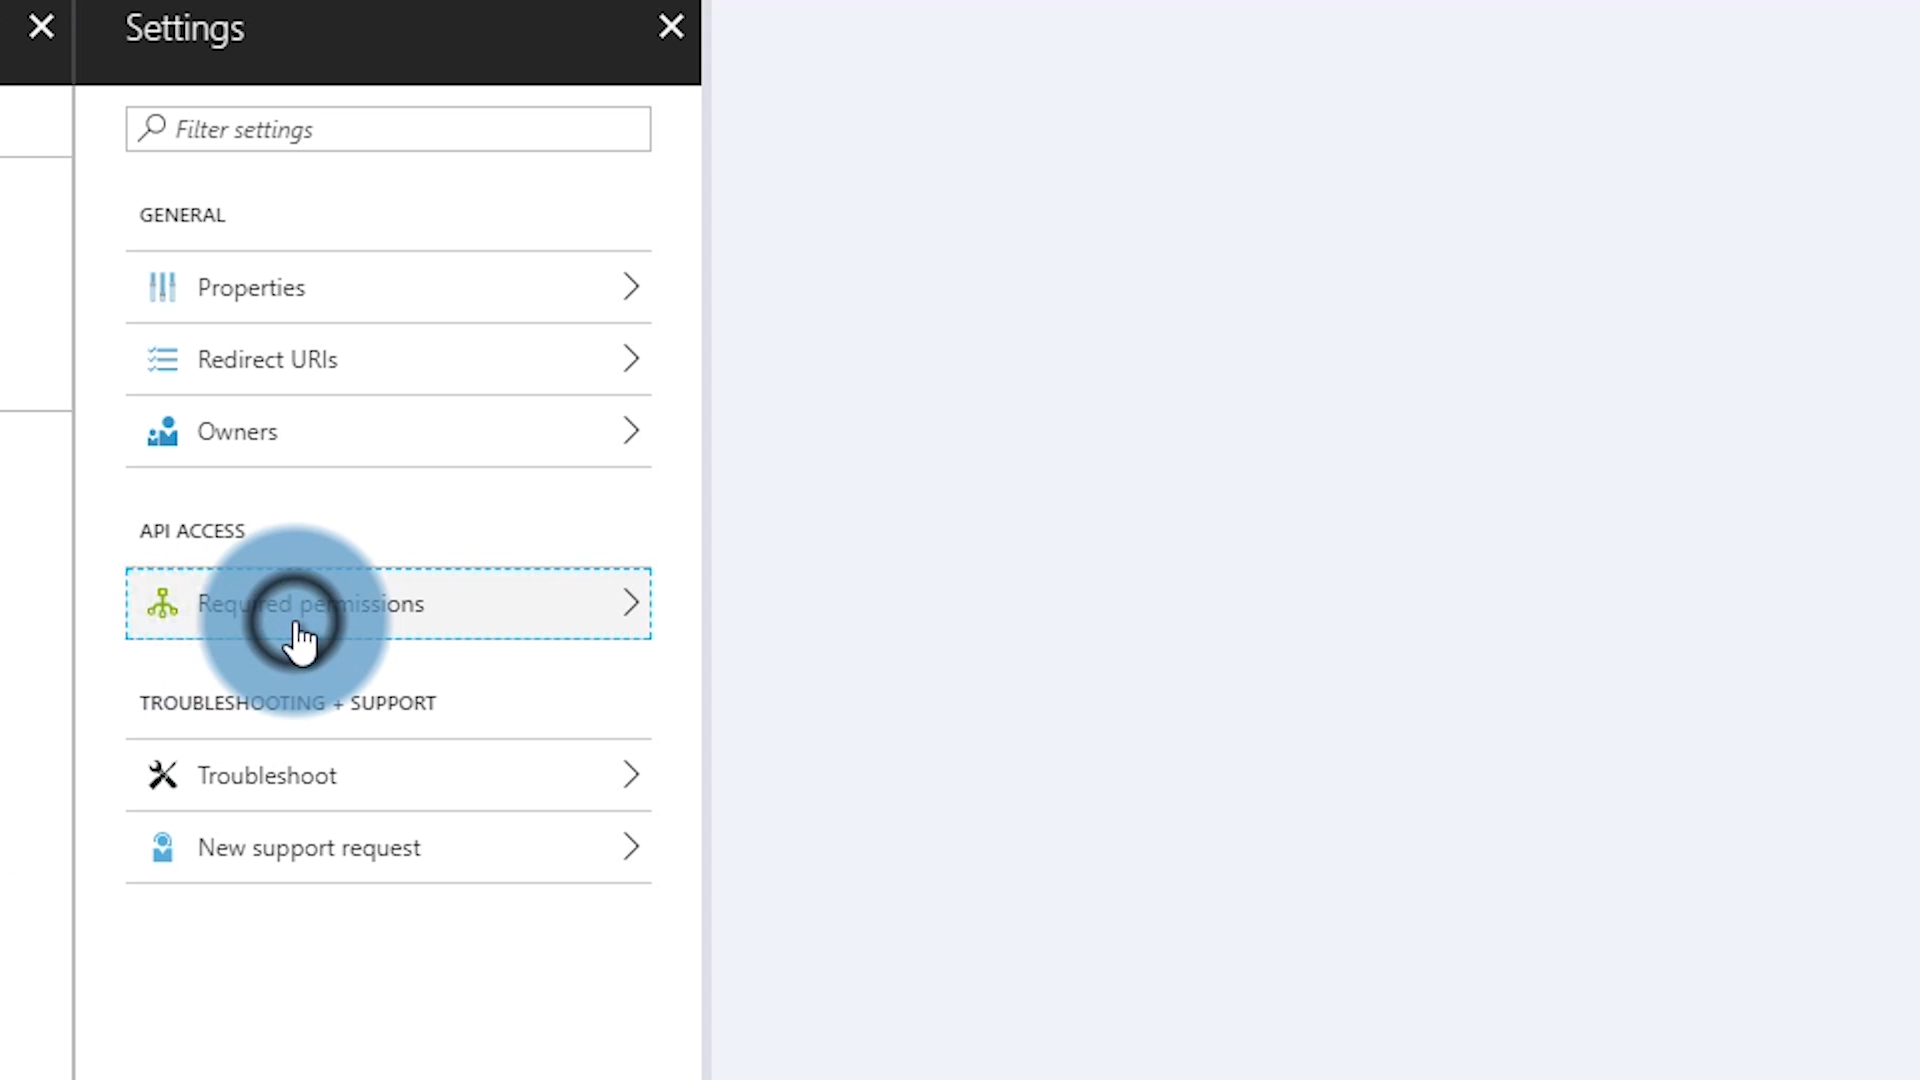 Settings
Filter settings
GENERAL
Properties
Redirect URIs
Owners
API ACCESS
Required permissions
TROUBLESHOOTING + SUPPORT
Troubleshoot
New support request